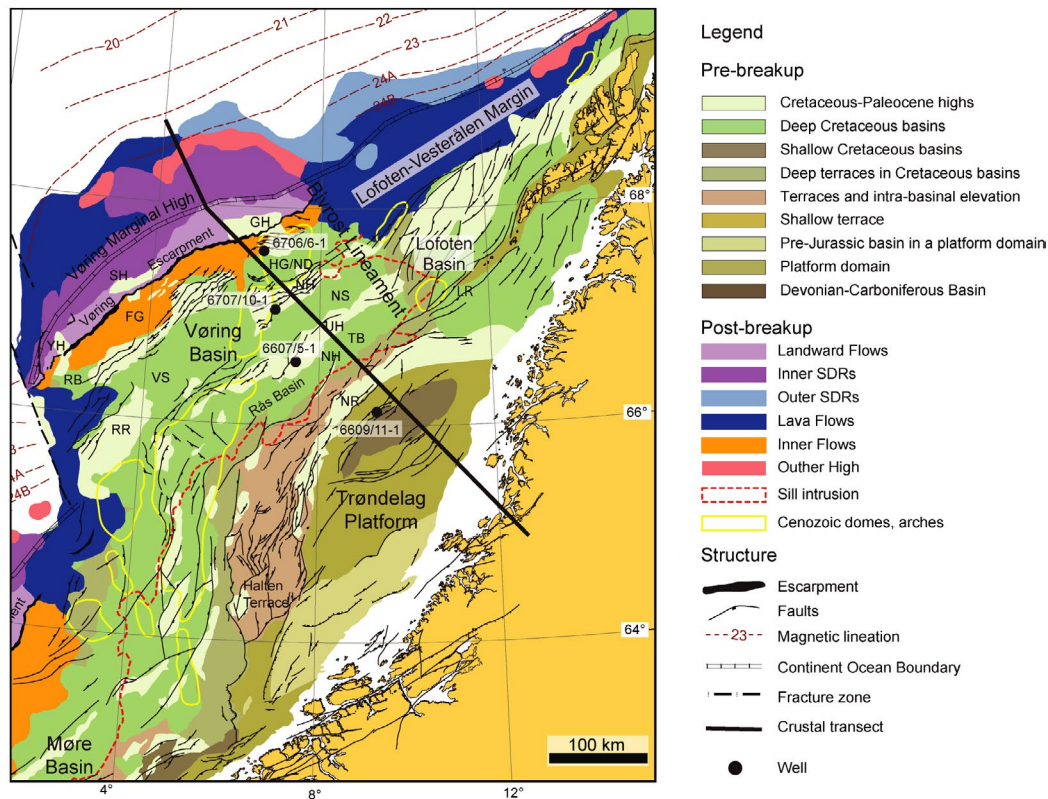 20
21
22
23
24A
24B
Lofoten-Vesterålen Margin
68°
Vøring Marginal High
Bivrost Lineament
GH
Escarpment
6706/6-1
Lofoten
Basin
SH
HG/ND
NH
Vøring
6707/10-1
NS
LR
FG
Vøring
Basin
UH
TB
YH
6607/5-1
NH
RB
VS
Rås Basin
NR
66°
RR
6609/11-1
24A
24B
Trøndelag
Platform
Halten
Terrace
64°
Møre
Basin
100 km
4°
8°
12°
Legend
Pre-breakup
Cretaceous-Paleocene highs
Deep Cretaceous basins
Shallow Cretaceous basins
Deep terraces in Cretaceous basins
Terraces and intra-basinal elevation
Shallow terrace
Pre-Jurassic basin in a platform domain
Platform domain
Devonian-Carboniferous Basin
Post-breakup
Landward Flows
Inner SDRs
Outer SDRs
Lava Flows
Inner Flows
Outher High
Sill intrusion
Cenozoic domes, arches
Structure
Escarpment
Faults
23
Magnetic lineation
Continent Ocean Boundary
Fracture zone
Crustal transect
Well